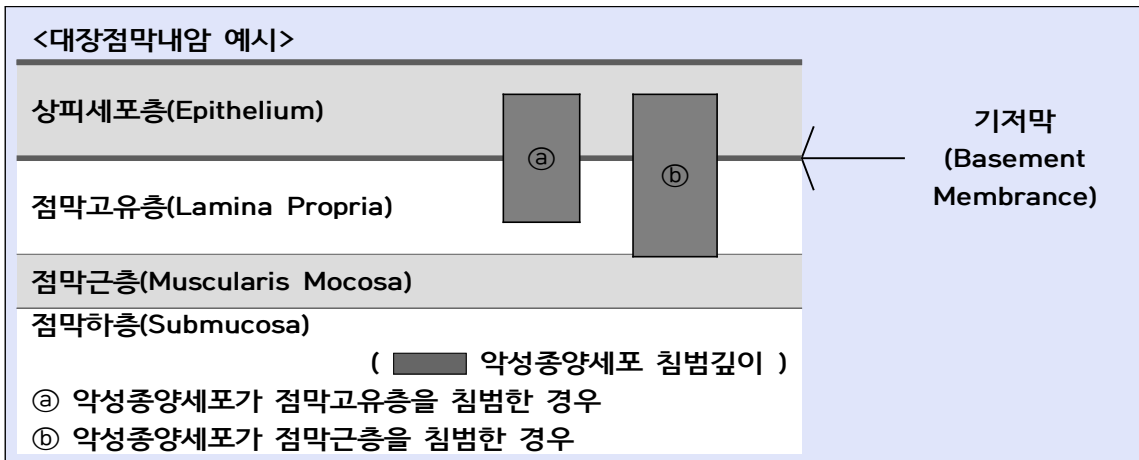 <대장점막내암 예시>
상피세포층(Epithelium)
ⓐ
ⓑ
기저막
(Basement
Membrance)
점막고유층(Lamina Propria)
점막근층(Muscularis Mocosa)
점막하층(Submucosa)
( 악성종양세포 침범깊이 )
ⓐ 악성종양세포가 점막고유층을 침범한 경우
ⓑ 악성종양세포가 점막근층을 침범한 경우